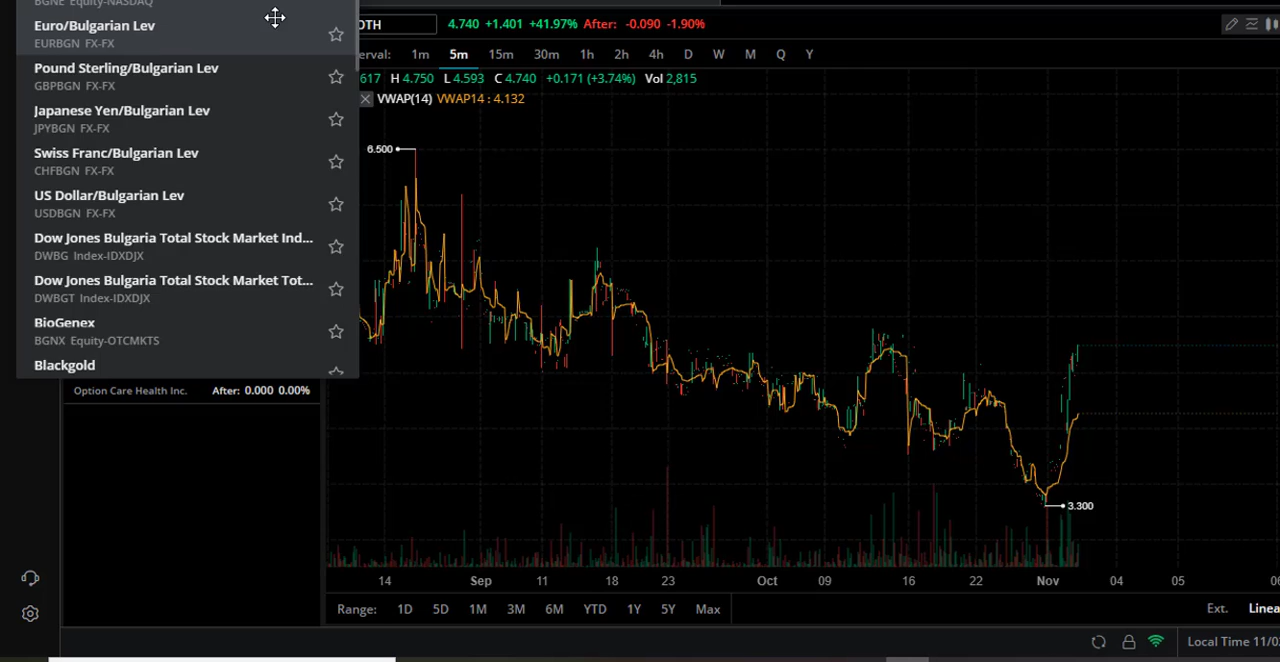 BGNE Equity-NASDAQ
Euro/Bulgarian Lev
EURBGN FX-FX
Pound Sterling/Bulgarian Lev
GBPBGN FX-FX
Japanese Yen/Bulgarian Lev
JPYBGN FX-FX
Swiss Franc/Bulgarian Lev
CHFBGN FX-FX
US Dollar/Bulgarian Lev
USDBGN FX-FX
Dow Jones Bulgaria Total Stock Market Ind...
DWBG Index-IDXDJX
Dow Jones Bulgaria Total Stock Market Tot...
DWBGT Index-IDXDJX
BioGenex
BGNX Equity-OTCMKTS
Blackgold
Option Care Health Inc. After: 0.000 0.00%
OTH 4.740 +1.401 +41.97% After: -0.090 -1.90%
erval: 1m 5m 15m 30m 1h 2h 4h D W M Q Y
617 H 4.750 L 4.593 C 4.740 +0.171 (+3.74%) Vol 2,815
VWAP(14) VWAP14 : 4.132
6.500
3.300
14 Sep 11 18 23 Oct 09 16 22 Nov 04 05 06
Range: 1D 5D 1M 3M 6M YTD 1Y 5Y Max Ext. Linea
Local Time 11/0